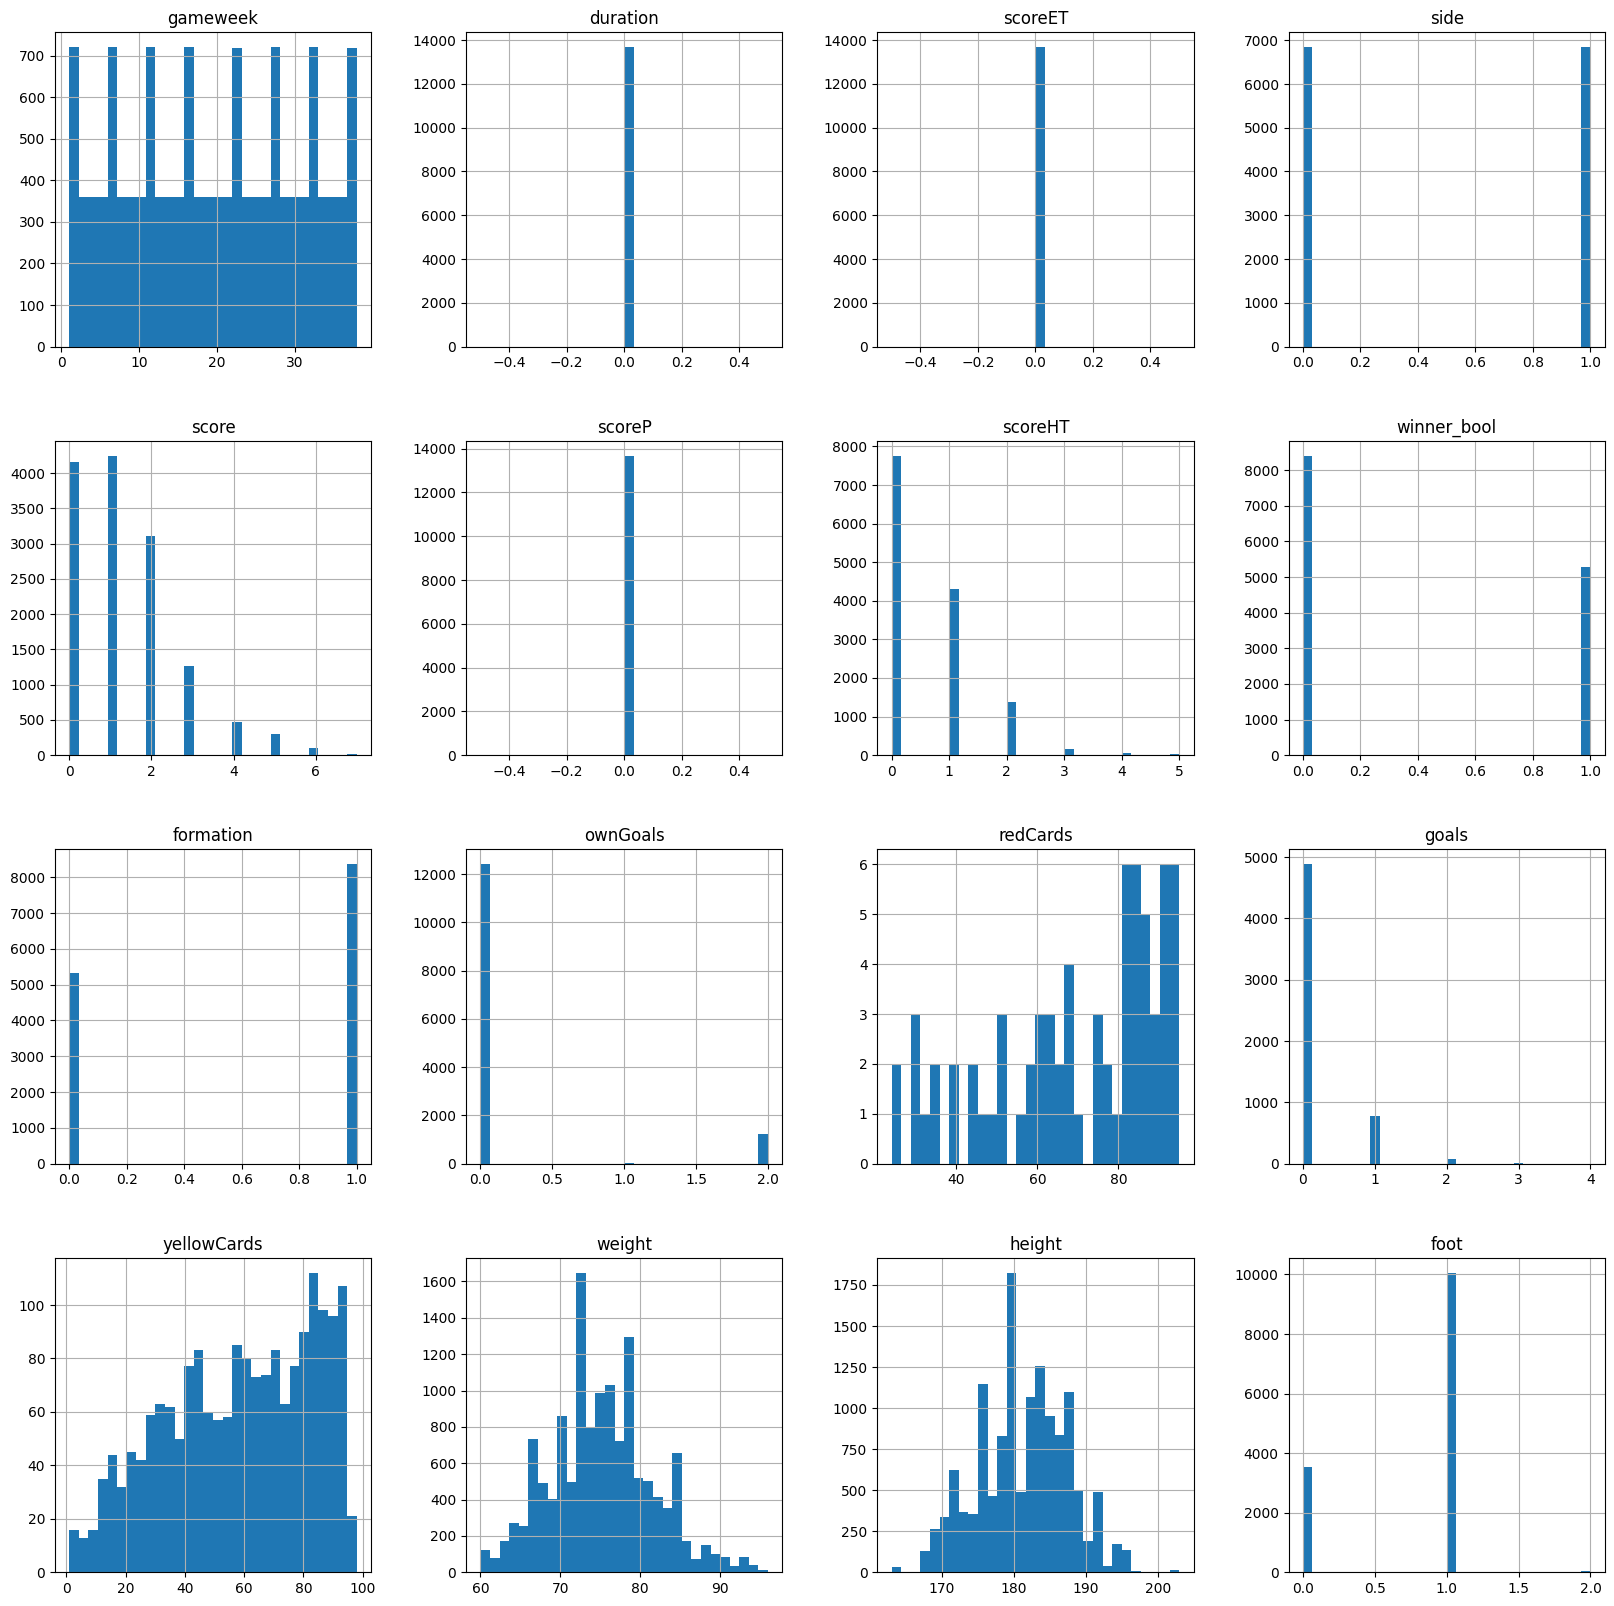 gameweek duration scoreET side
700 600 500 400 300 200 100 0
0 10 20 30
14000 12000 10000 8000 6000 4000 2000 0
−0.4 −0.2 0.0 0.2 0.4
14000 12000 10000 8000 6000 4000 2000 0
−0.4 −0.2 0.0 0.2 0.4
7000 6000 5000 4000 3000 2000 1000 0
0.0 0.2 0.4 0.6 0.8 1.0
score scoreP scoreHT winner_bool
4000 3500 3000 2500 2000 1500 1000 500 0
0 2 4 6
14000 12000 10000 8000 6000 4000 2000 0
−0.4 −0.2 0.0 0.2 0.4
8000 7000 6000 5000 4000 3000 2000 1000 0
0 1 2 3 4 5
8000 7000 6000 5000 4000 3000 2000 1000 0
0.0 0.2 0.4 0.6 0.8 1.0
formation ownGoals redCards goals
8000 7000 6000 5000 4000 3000 2000 1000 0
0.0 0.2 0.4 0.6 0.8 1.0
12000 10000 8000 6000 4000 2000 0
0.0 0.5 1.0 1.5 2.0
6 5 4 3 2 1 0
40 60 80
5000 4000 3000 2000 1000 0
0 1 2 3 4
yellowCards weight height foot
100 80 60 40 20 0
0 20 40 60 80 100
1600 1400 1200 1000 800 600 400 200 0
60 70 80 90
1750 1500 1250 1000 750 500 250 0
170 180 190 200
10000 8000 6000 4000 2000 0
0.0 0.5 1.0 1.5 2.0